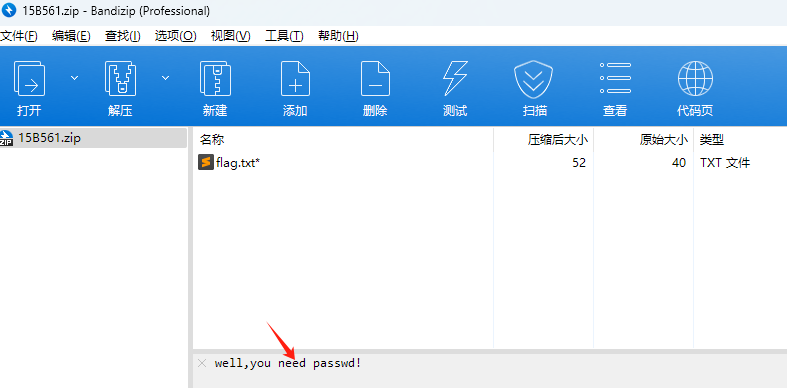 15B561.zip - Bandizip (Professional)
文件(F) 编辑(E) 查找(I) 选项(O) 视图(V) 工具(T) 帮助(H)
打开 解压 新建 添加 删除 测试 扫描 查看 代码页
15B561.zip
名称 压缩后大小 原始大小 类型
flag.txt* 52 40 TXT 文件
well,you need passwd!